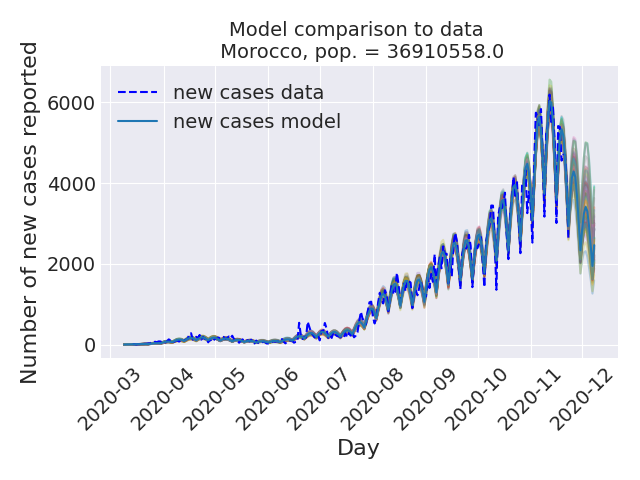 Model comparison to data
Morocco, pop. = 36910558.0
new cases data
new cases model
Number of new cases reported
6000
4000
2000
0
2020-03
2020-04
2020-05
2020-06
2020-07
2020-08
2020-09
2020-10
2020-11
2020-12
Day